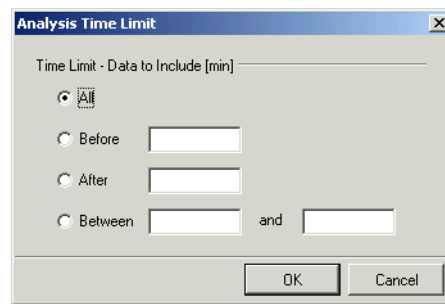 Analysis Time Limit
Time Limit - Data to Include [min]
All
Before
After
Between and
OK Cancel